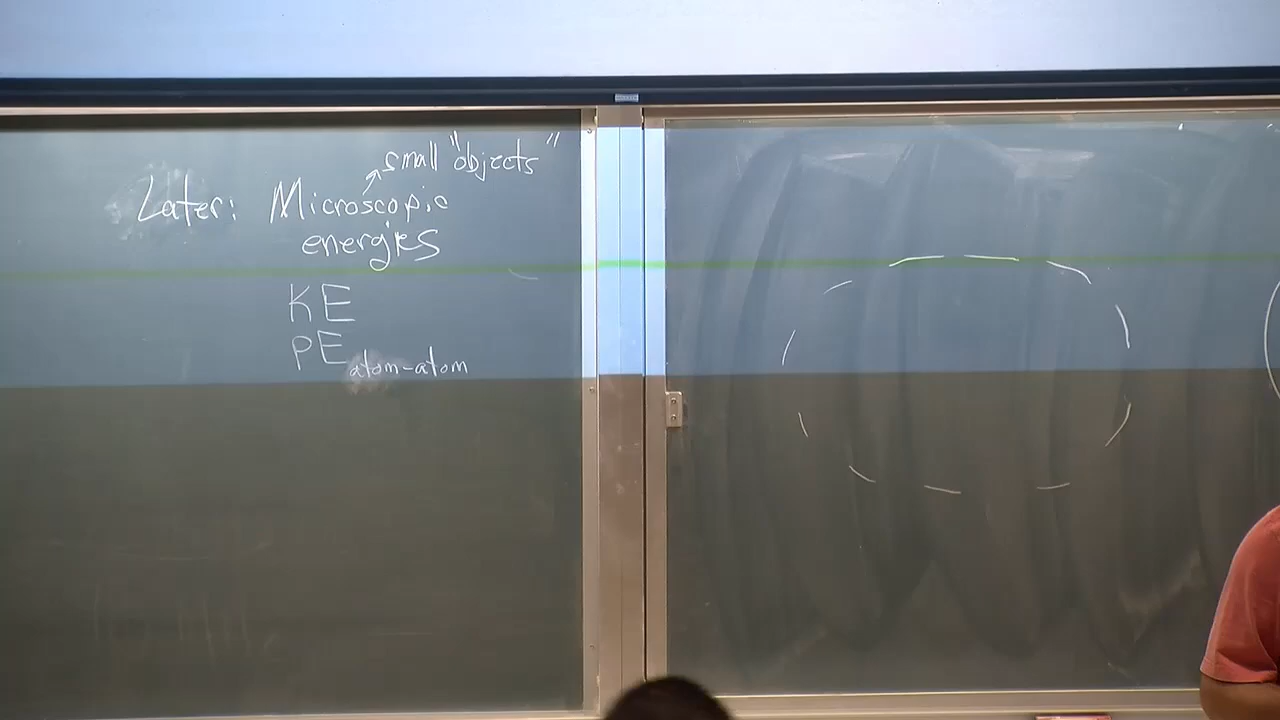 small "objects"
Later: Microscopic
energies
KE
PE atom-atom